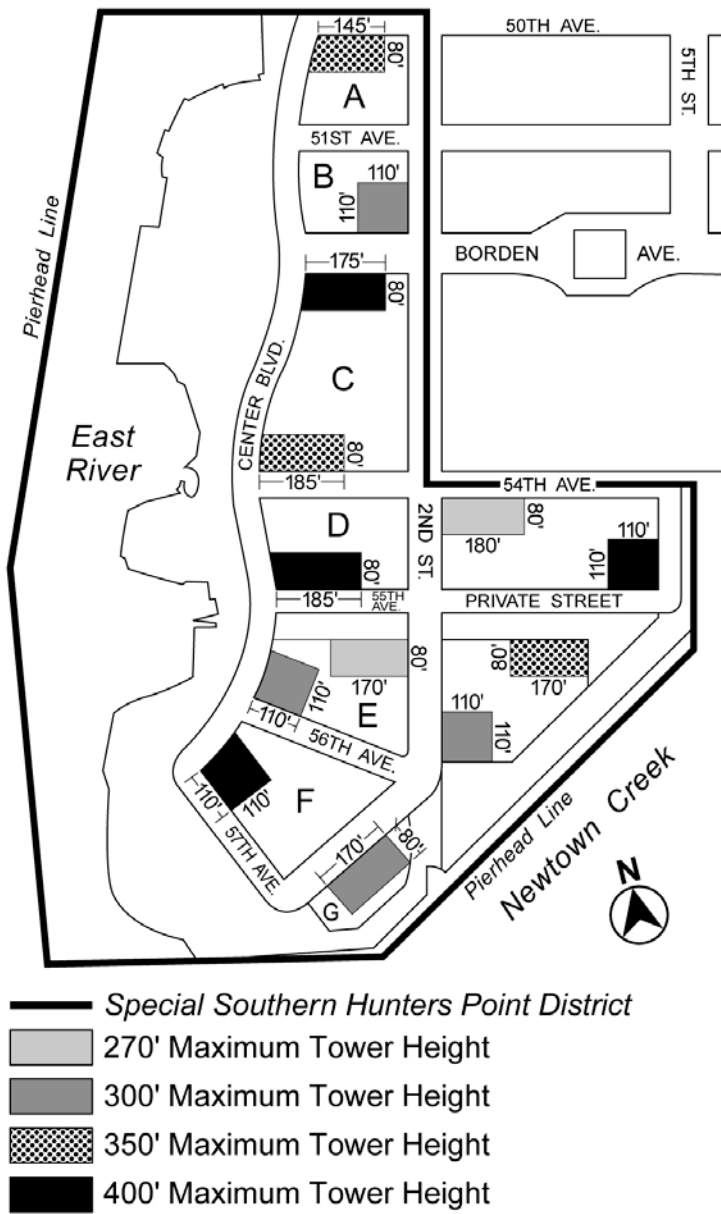 50TH AVE.
145'
80'
5TH ST.
A
51ST AVE.
B
110'
110'
BORDEN AVE.
175'
80'
Pierhead Line
CENTER BLVD.
C
East
River
80'
185'
54TH AVE.
D
2ND ST.
80'
180'
110'
110'
80'
185'
55TH
AVE.
PRIVATE STREET
80'
170'
80'
170'
110'
110'
E
56TH AVE.
110'
110'
110'
110'
F
57TH AVE.
170'
80'
G
Pierhead Line
Newtown Creek
N
Special Southern Hunters Point District
270' Maximum Tower Height
300' Maximum Tower Height
350' Maximum Tower Height
400' Maximum Tower Height